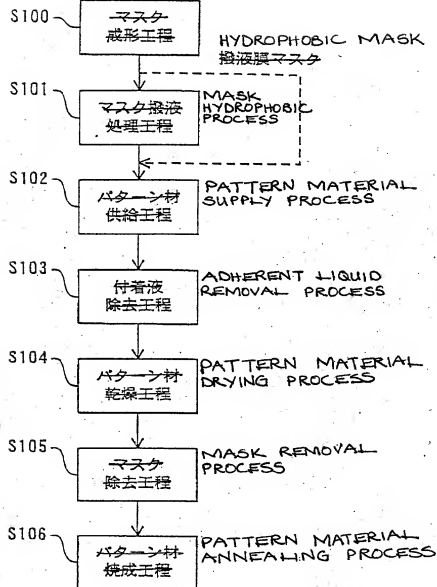 S100
マスタ
成形工程
HYDROPHOBIC MASK
撥液膜マスタ
S101
マスタ撥液
処理工程
MASK
HYDROPHOBIC
PROCESS
S102
パターン材
供給工程
PATTERN MATERIAL
SUPPLY PROCESS
S103
付着液
除去工程
ADHERENT LIQUID
REMOVAL PROCESS
S104
パターン材
乾燥工程
PATTERN MATERIAL
DRYING PROCESS
S105
マスタ
除去工程
MASK REMOVAL
PROCESS
S106
パターン材
焼成工程
PATTERN MATERIAL
ANNEALING PROCESS